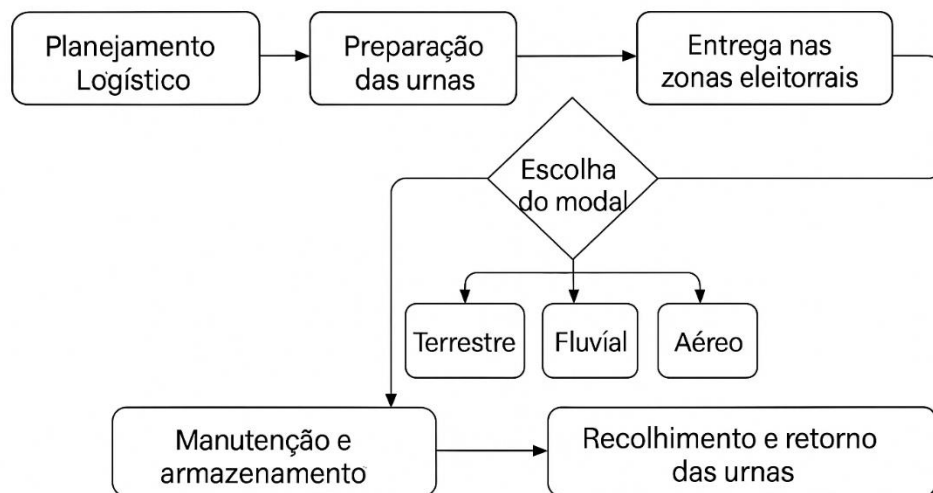 Planejamento
Logístico
Preparação
das urnas
Entrega nas
zonas eleitorrais
Escolha
do modal
Terrestre
Fluvíal
Aéreo
Manutenção e
armazenamento
Recolhimento e retorno
das urnas